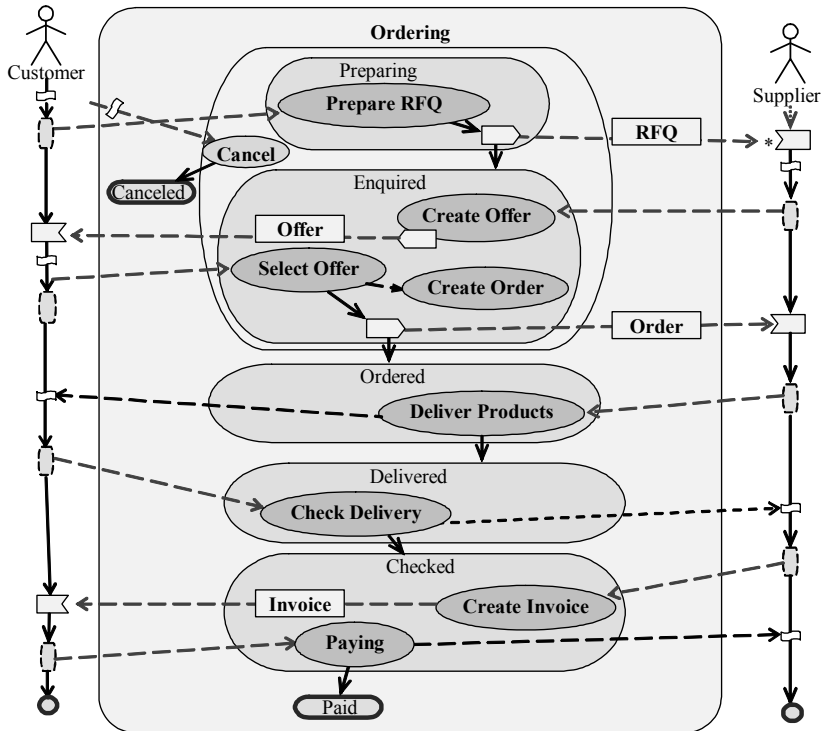 Ordering
Customer
Preparing
Prepare RFQ
Supplier
RFQ
*
Cancel
Canceled
Enquired
Create Offer
Offer
Select Offer
Create Order
Order
Ordered
Deliver Products
Delivered
Check Delivery
Checked
Invoice
Create Invoice
Paying
Paid